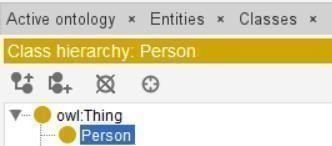 Active ontology × Entities × Classes ×
Class hierarchy: Person
owl:Thing
Person